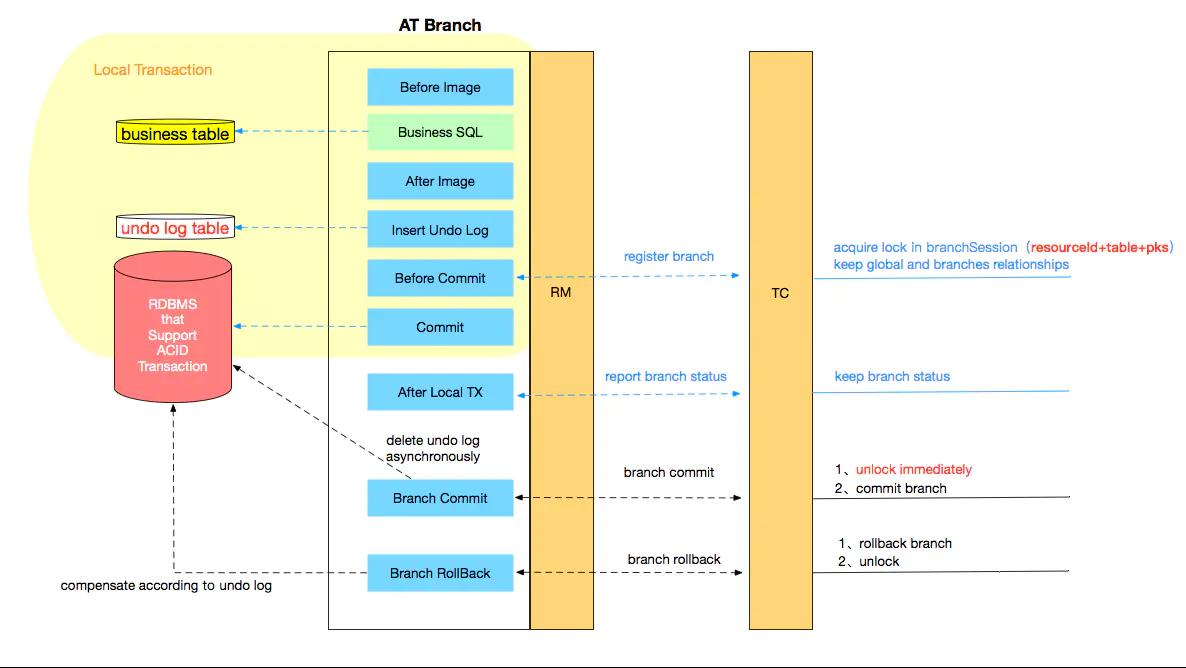 AT Branch
Local Transaction
Before Image
business table
Business SQL
After Image
undo log table
Insert Undo Log
Before Commit
register branch
acquire lock in branchSession（resourceId+table+pks）
keep global and branches relationships
RM
TC
RDBMS
that
Support
ACID
Transaction
Commit
After Local TX
report branch status
keep branch status
delete undo log
asynchronously
Branch Commit
branch commit
1、unlock immediately
2、commit branch
Branch RollBack
branch rollback
1、rollback branch
2、unlock
compensate according to undo log